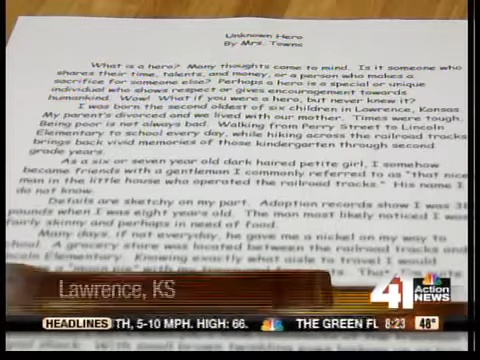 Unknown Hero
By Mrs. Towns
What is a hero? Many thoughts come to mind. Is it someone who
shares their time, talents, and money, or a person who makes a
sacrifice for someone else? Perhaps a hero is a special or unique
individual who shows respect or gives encouragement towards
humankind. Wow! What if you were a hero, but never knew it?
I was born the second oldest of six children in Lawrence, Kansas.
My parent's divorced and we lived with our mother. Times were tough.
Being poor is not always bad. Walking from Perry Street to Lincoln
Elementary to school every day, while hiking across the railroad tracks
brings back vivid memories of those kindergarten through second
grade years.
As a six or seven year old dark haired petite girl, I somehow
became friends with a gentleman I commonly referred to as "that nice
man in the little house who operated the railroad tracks." His name I
do not know.
Details are sketchy on my part. Adoption records show I was 3
pounds when I was eight years old. The man most likely noticed I was
fairly skinny and perhaps in need of food.
Many days, if not everyday, he gave me a nickel on my way to
school. A grocery store was located between the railroad tracks and
Lincoln Elementary. Knowing exactly what aisle to travel I would
Lawrence, KS
41 Action NEWS
HEADLINES TH, 5-10 MPH. HIGH: 66. THE GREEN FL 8:23 48°